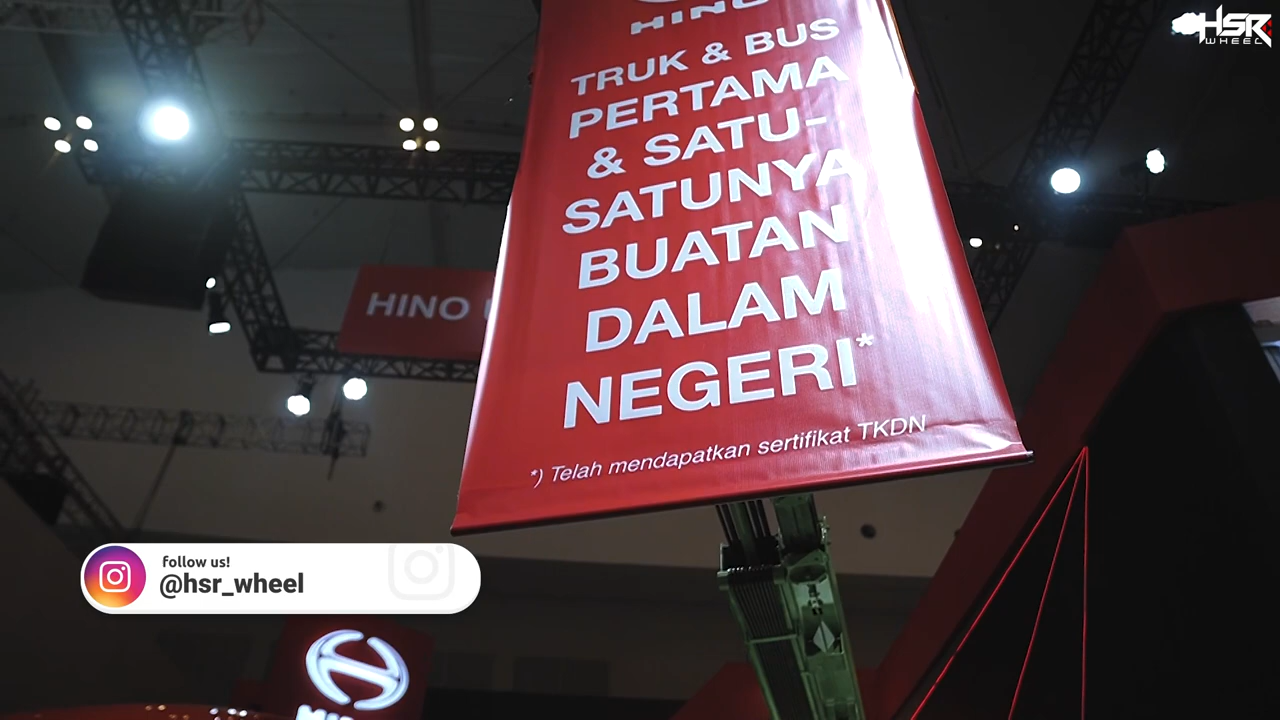 HSR
WHEEL
HINO
TRUK & BUS
PERTAMA
& SATU-
SATUNYA
BUATAN
DALAM
NEGERI*
*) Telah mendapatkan sertifikat TKDN
HINO
follow us!
@hsr_wheel